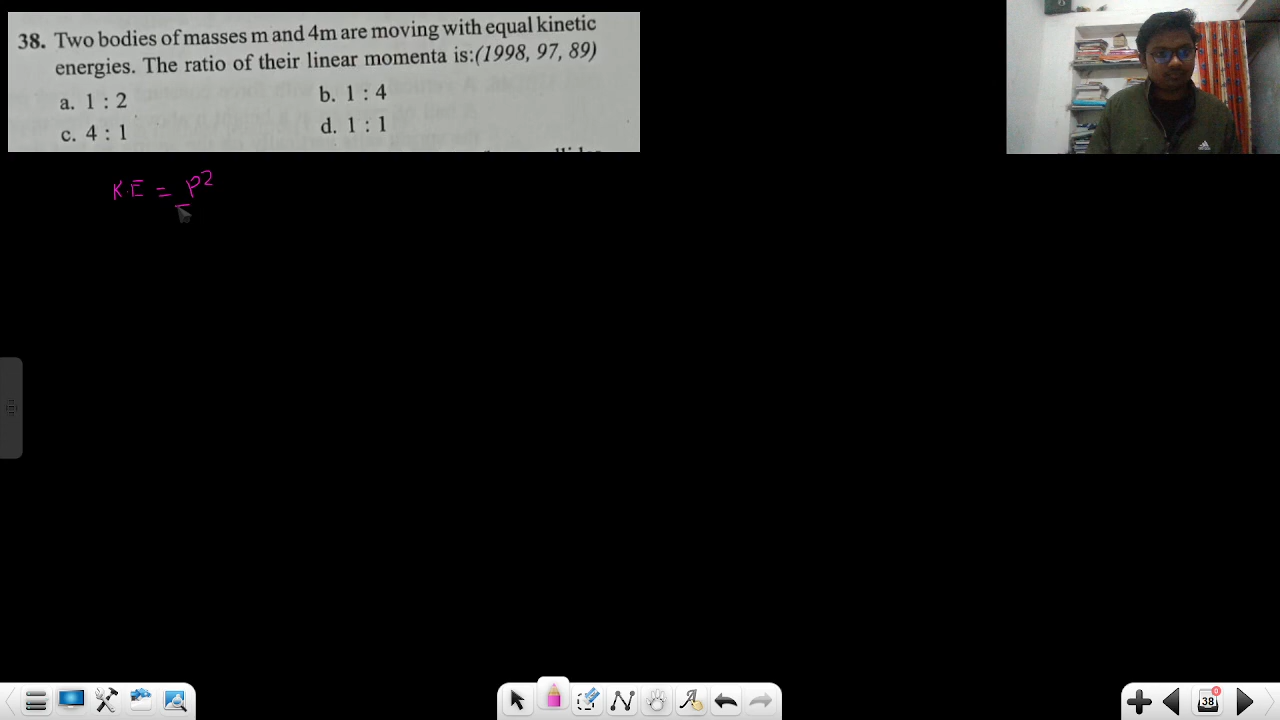 38. Two bodies of masses m and 4m are moving with equal kinetic
energies. The ratio of their linear momenta is:(1998, 97, 89)
a. 1 : 2
b. 1 : 4
c. 4 : 1
d. 1 : 1
K.E = P2
38